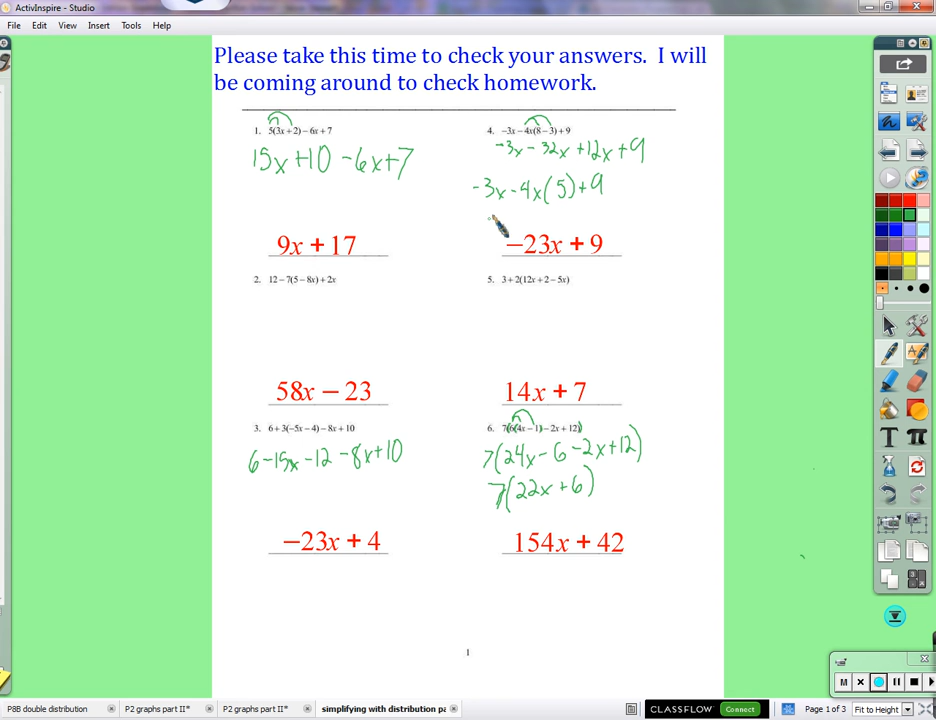 ActivInspire - Studio
File Edit View Insert Tools Help
Please take this time to check your answers. I will
be coming around to check homework.
1. 5(3x + 2) – 6x + 7
15x + 10 - 6x + 7
9x + 17
2. 12 – 7(5 – 8x) + 2x
58x – 23
3. 6 + 3(–5x – 4) – 8x + 10
6 - 15x - 12 - 8x + 10
–23x + 4
4. –3x – 4x(8 – 3) + 9
-3x - 32x + 12x + 9
-3x - 4x(5) + 9
–23x + 9
5. 3 + 2(12x + 2 – 5x)
14x + 7
6. 7(6(4x – 1) – 2x + 12)
7(24x - 6 - 2x + 12)
7(22x + 6)
154x + 42
1
M
P8B double distribution
P2 graphs part II*
P2 graphs part II*
simplifying with distribution pa
CLASSFLOW Connect
Page 1 of 3
Fit to Height